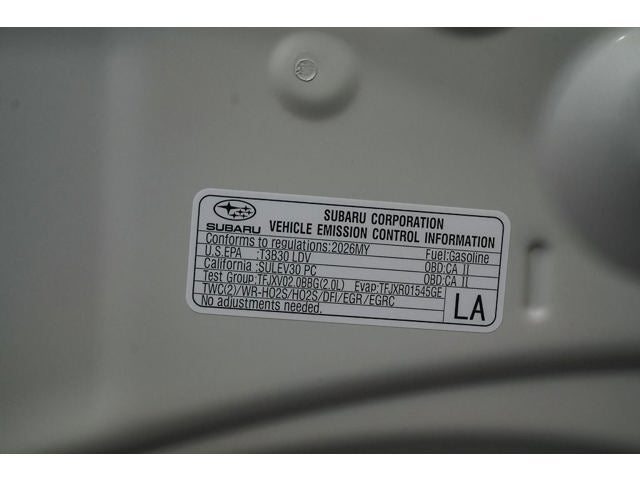 SUBARU
SUBARU CORPORATION
VEHICLE EMISSION CONTROL INFORMATION
Conforms to regulations:2026MY Fuel:Gasoline
U.S.EPA :T3B30 LDV OBD:CA II
California :SULEV30 PC OBD:CA II
Test Group:TFJXV02.0BBG(2.0L) Evap:TFJXR01545GE
TWC(2)/WR-HO2S/HO2S/DFI/EGR/EGRC
No adjustments needed.
LA